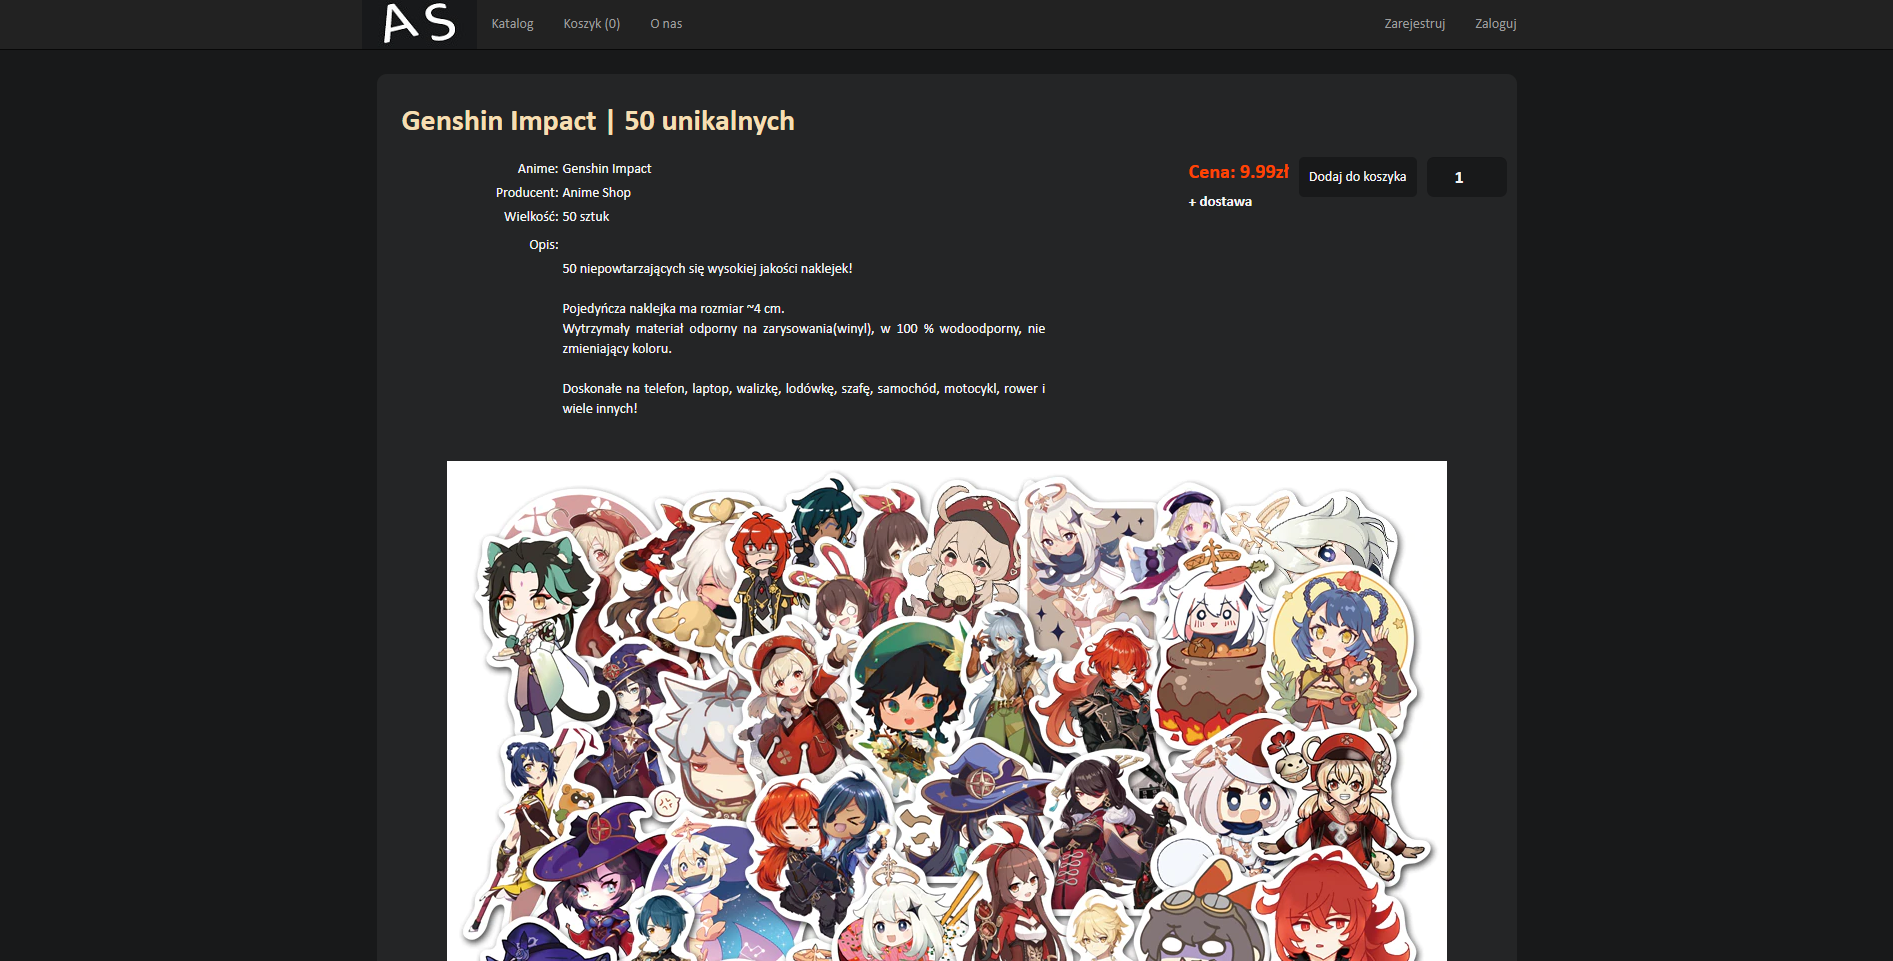 AS
Katalog
Koszyk (0)
O nas
Zarejestruj
Zaloguj
Genshin Impact | 50 unikalnych
Anime: Genshin Impact
Producent: Anime Shop
Wielkość: 50 sztuk
Opis:
50 niepowtarzających się wysokiej jakości naklejek!
Pojedyńcza naklejka ma rozmiar ~4 cm.
Wytrzymały materiał odporny na zarysowania(winyl), w 100 % wodoodporny, nie
zmieniający koloru.
Doskonałe na telefon, laptop, walizkę, lodówkę, szafę, samochód, motocykl, rower i
wiele innych!
Cena: 9.99zł
+ dostawa
Dodaj do koszyka
1